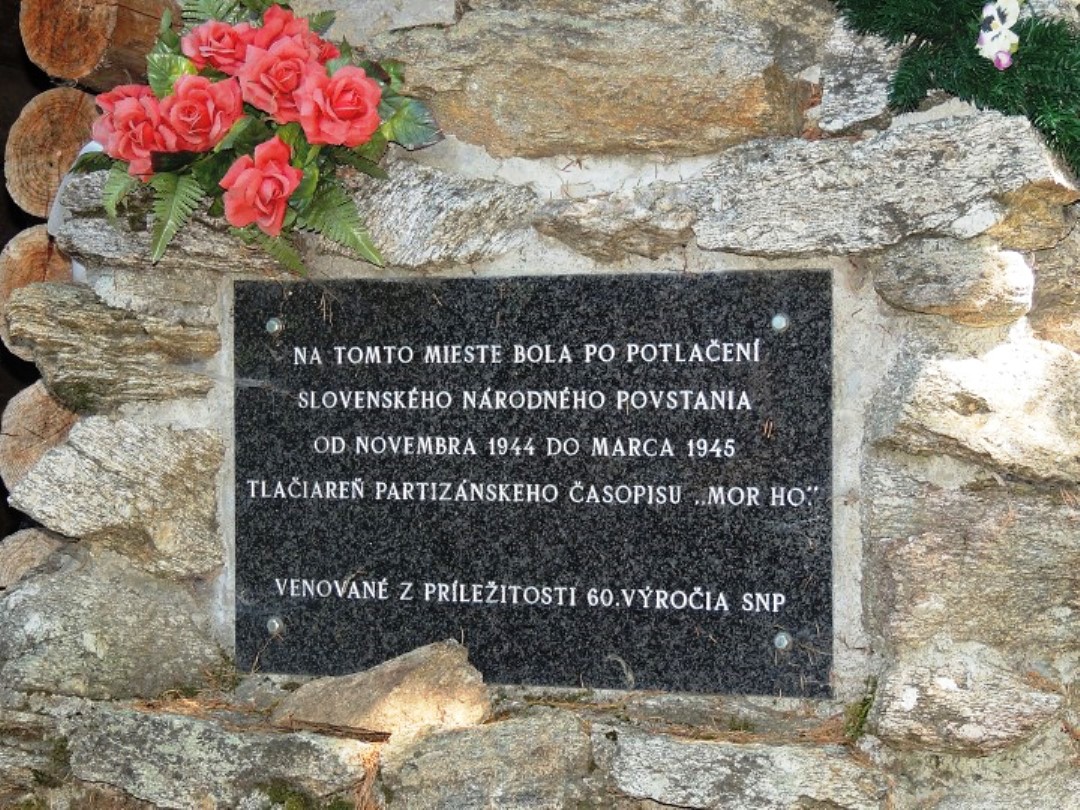 NA TOMTO MIESTE BOLA PO POTLAČENÍ
SLOVENSKÉHO NÁRODNÉHO POVSTANIA
OD NOVEMBRA 1944 DO MARCA 1945
TLAČIAREŇ PARTIZÁNSKEHO ČASOPISU „MOR HO.”
VENOVANÉ Z PRÍLEŽITOSTI 60.VÝROČIA SNP